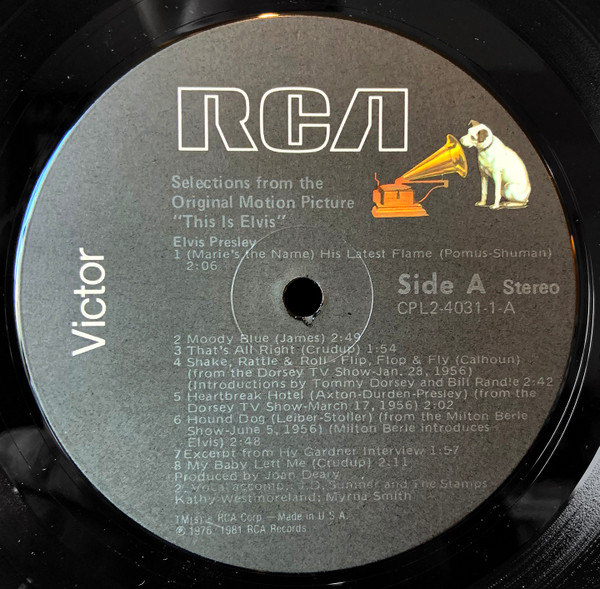 RCA
Victor
Selections from the
Original Motion Picture
"This Is Elvis"
Elvis Presley
1 (Marie's the Name) His Latest Flame (Pomus-Shuman)
2:06
Side A Stereo
CPL2-4031-1-A
2 Moody Blue (James) 2:49
3 That's All Right (Crudup) 1:54
4 Shake, Rattle & Roll - Flip, Flop & Fly (Calhoun)
(from the Dorsey TV Show-Jan. 28, 1956)
(Introductions by Tommy Dorsey and Bill Randle 2:42
5 Heartbreak Hotel (Axton-Durden-Presley) (from the
Dorsey TV Show-March 17, 1956) 2:02
6 Hound Dog (Leiber-Stoller) (from the Milton Berle
Show-June 5, 1956) (Milton Berle Introduces
Elvis) 2:48
7 Excerpt from Hy Gardner Interview 1:57
8 My Baby Left Me (Crudup) 2:11
Produced by Joan Deary
2 - Vocal accomp.: J.D. Sumner and The Stamps
Kathy Westmoreland; Myrna Smith
TM(s) RCA Corp. — Made in U.S.A.
℗ 1976, 1981 RCA Records